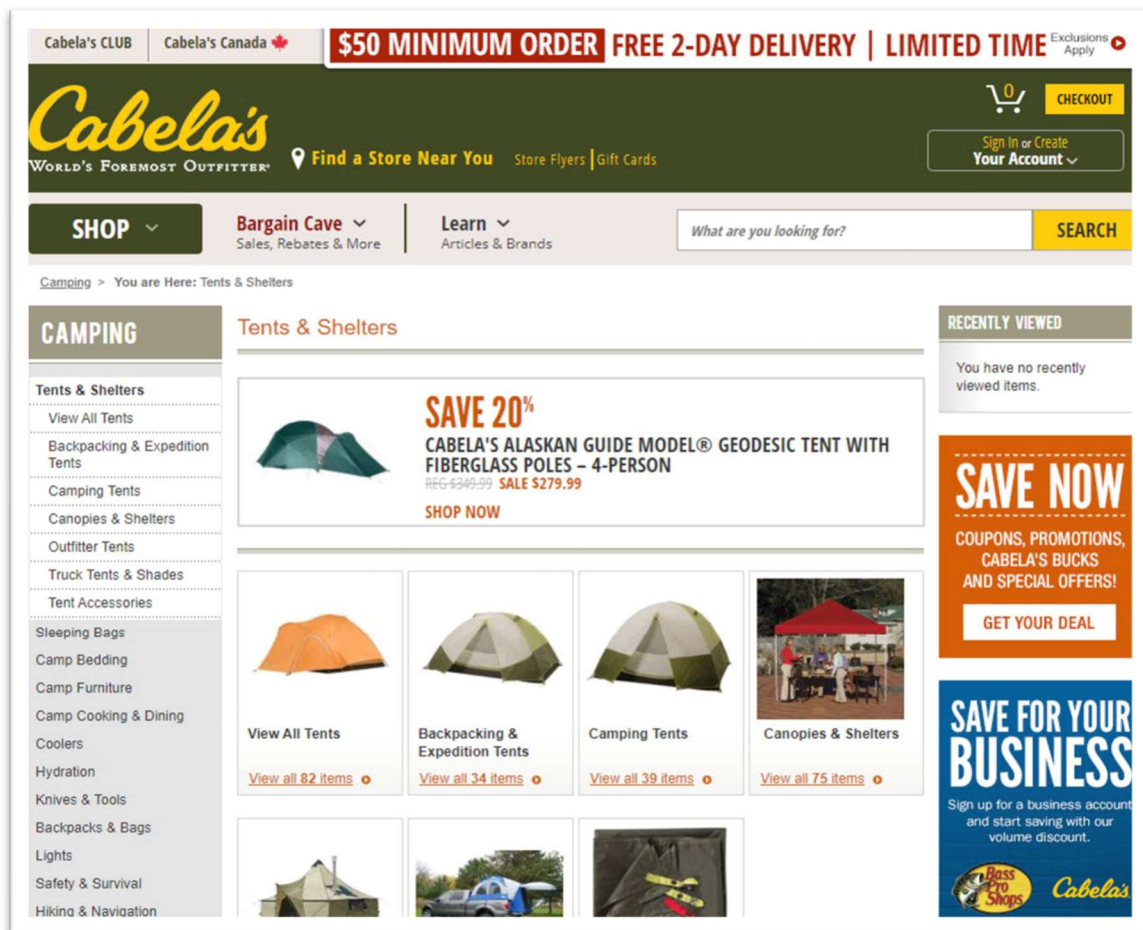 Cabela's CLUB
Cabela's Canada
$50 MINIMUM ORDER FREE 2-DAY DELIVERY | LIMITED TIME Exclusions
Apply
Cabela's
WORLD'S FOREMOST OUTFITTER®
Find a Store Near You
Store Flyers | Gift Cards
0
CHECKOUT
Sign In or Create
Your Account
SHOP
Bargain Cave
Sales, Rebates & More
Learn
Articles & Brands
What are you looking for?
SEARCH
Camping > You are Here: Tents & Shelters
CAMPING
Tents & Shelters
View All Tents
Backpacking & Expedition
Tents
Camping Tents
Canopies & Shelters
Outfitter Tents
Truck Tents & Shades
Tent Accessories
Sleeping Bags
Camp Bedding
Camp Furniture
Camp Cooking & Dining
Coolers
Hydration
Knives & Tools
Backpacks & Bags
Lights
Safety & Survival
Hiking & Navigation
Tents & Shelters
SAVE 20%
CABELA'S ALASKAN GUIDE MODEL® GEODESIC TENT WITH
FIBERGLASS POLES – 4-PERSON
REG $349.99 SALE $279.99
SHOP NOW
View All Tents
View all 82 items
Backpacking &
Expedition Tents
View all 34 items
Camping Tents
View all 39 items
Canopies & Shelters
View all 75 items
RECENTLY VIEWED
You have no recently
viewed items.
SAVE NOW
COUPONS, PROMOTIONS,
CABELA'S BUCKS
AND SPECIAL OFFERS!
GET YOUR DEAL
SAVE FOR YOUR
BUSINESS
Sign up for a business account
and start saving with our
volume discount.
Bass
Pro
Shops
Cabela's